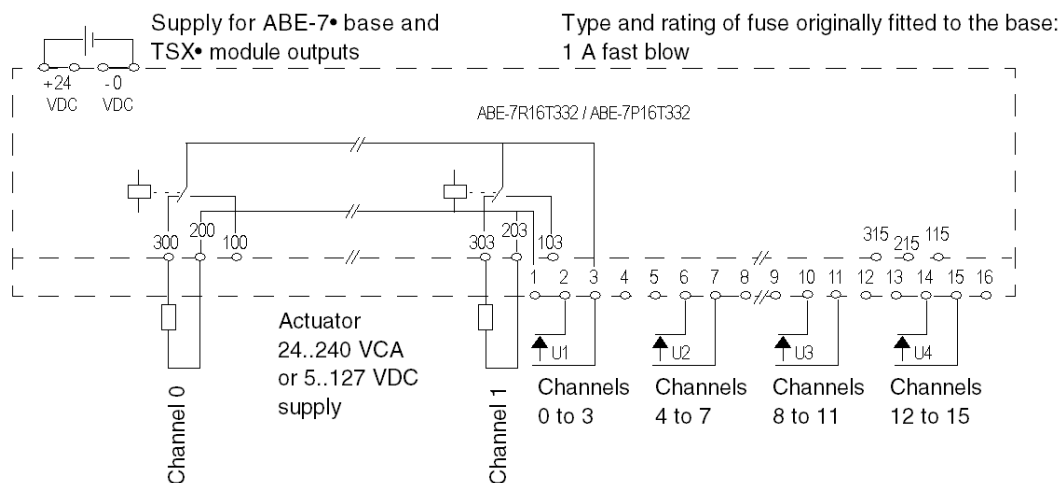 Supply for ABE-7• base and
TSX• module outputs
Type and rating of fuse originally fitted to the base:
1 A fast blow
+24
VDC
- 0
VDC
ABE-7R16T332 / ABE-7P16T332
300
200
100
303
203
103
315
215
115
1 2 3 4 5 6 7 8 9 10 11 12 13 14 15 16
Actuator
24..240 VCA
or 5..127 VDC
supply
Channel 0
Channel 1
U1
U2
U3
U4
Channels
0 to 3
Channels
4 to 7
Channels
8 to 11
Channels
12 to 15